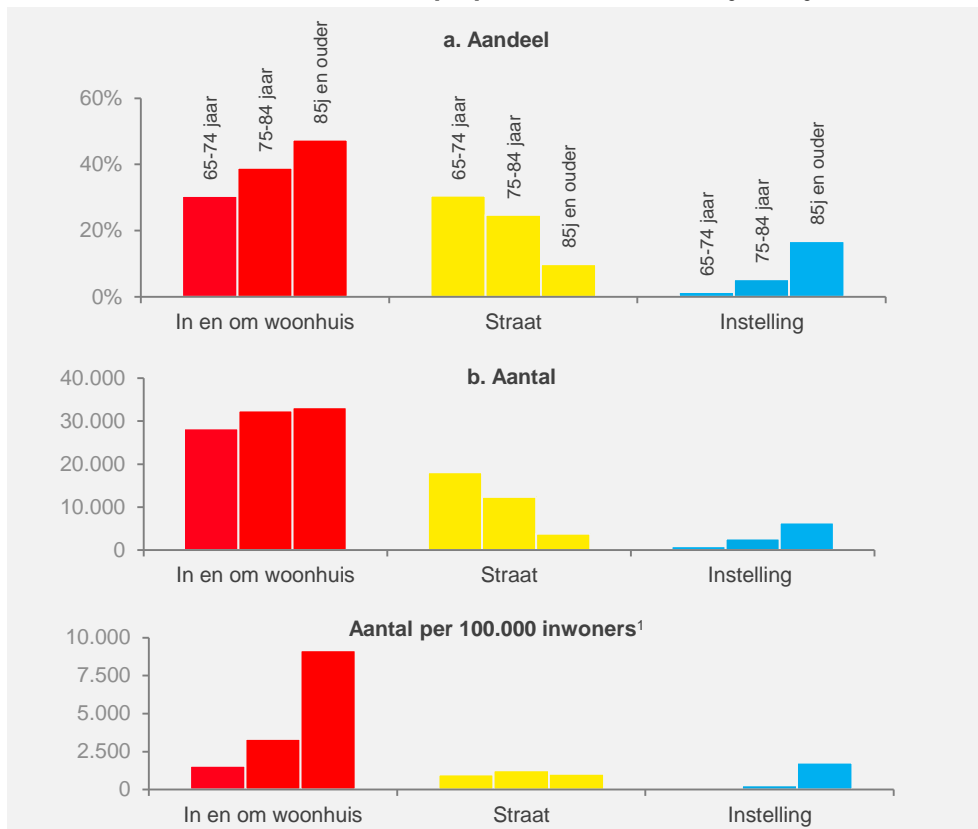 a. Aandeel
60%
40%
20%
0%
65-74 jaar
75-84 jaar
85j en ouder
65-74 jaar
75-84 jaar
85j en ouder
65-74 jaar
75-84 jaar
85j en ouder
In en om woonhuis
Straat
Instelling
b. Aantal
40.000
30.000
20.000
10.000
0
In en om woonhuis
Straat
Instelling
Aantal per 100.000 inwoners¹
10.000
7.500
5.000
2.500
0
In en om woonhuis
Straat
Instelling